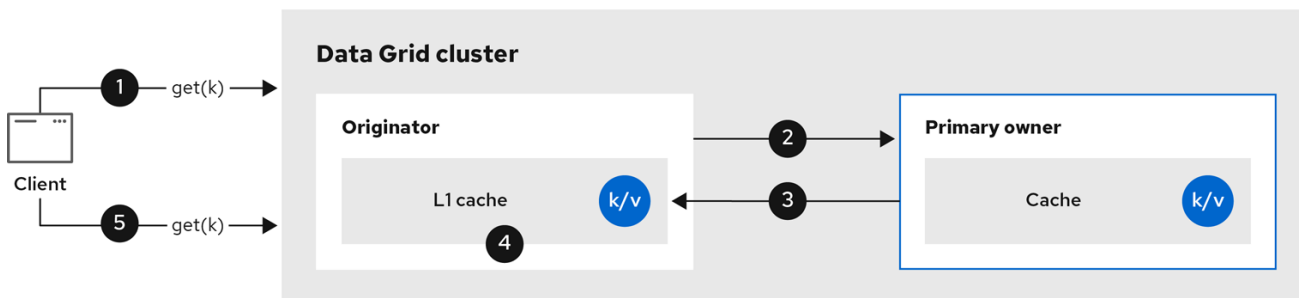 Data Grid cluster
1 get(k)
Originator
Primary owner
2
Client
L1 cache k/v
3
Cache k/v
5 get(k)
4